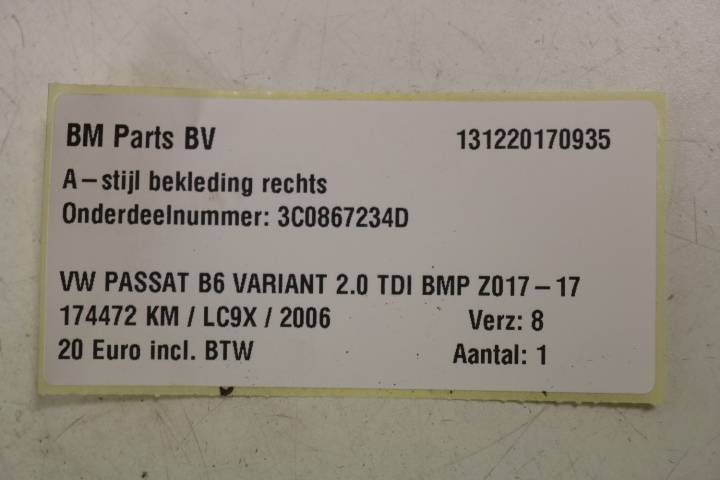 BM Parts BV 131220170935
A-stijl bekleding rechts
Onderdeelnummer: 3C0867234D
VW PASSAT B6 VARIANT 2.0 TDI BMP Z017-17
174472 KM / LC9X / 2006 Verz: 8
20 Euro incl. BTW Aantal: 1